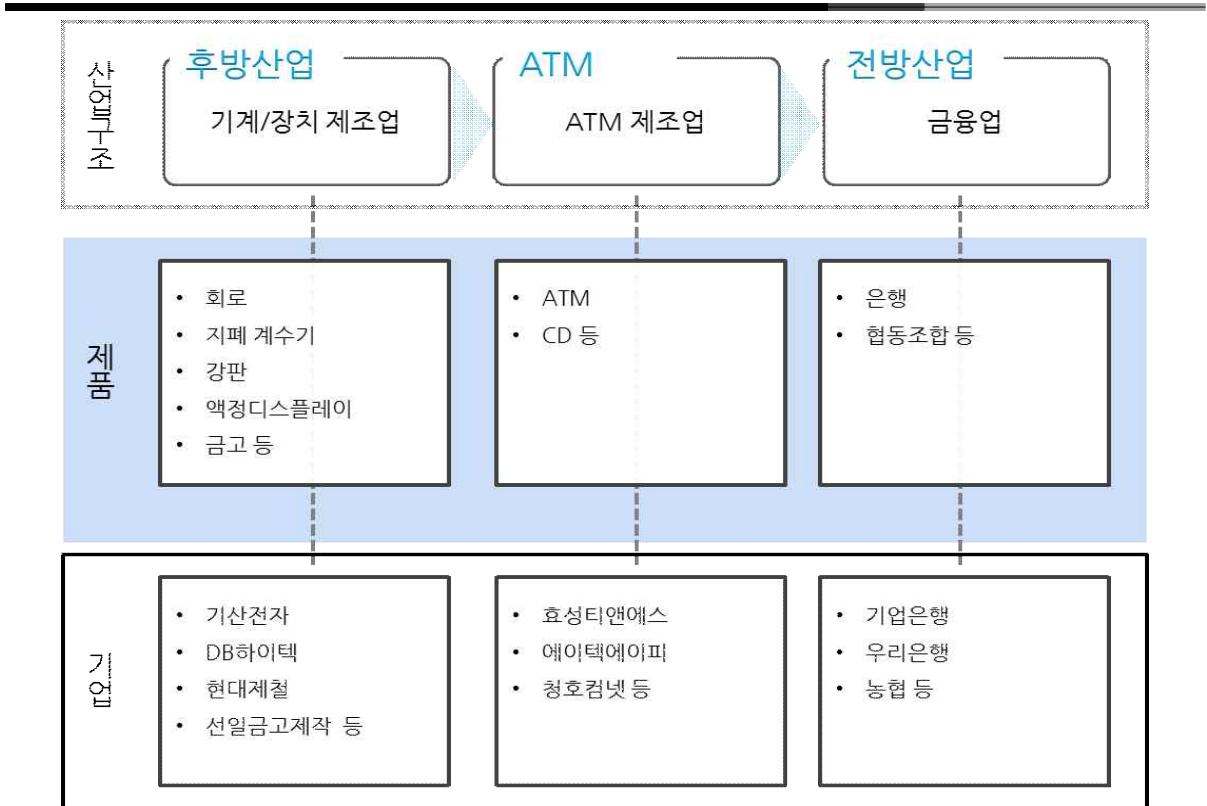 산업구조
후방산업
기계/장치 제조업
ATM
ATM 제조업
전방산업
금융업
제품
• 회로
• 지폐 계수기
• 강판
• 액정디스플레이
• 금고 등
• ATM
• CD 등
• 은행
• 협동조합 등
기업
• 기산전자
• DB하이텍
• 현대제철
• 선일금고제작 등
• 효성티앤에스
• 에이텍에이피
• 청호컴넷 등
• 기업은행
• 우리은행
• 농협 등